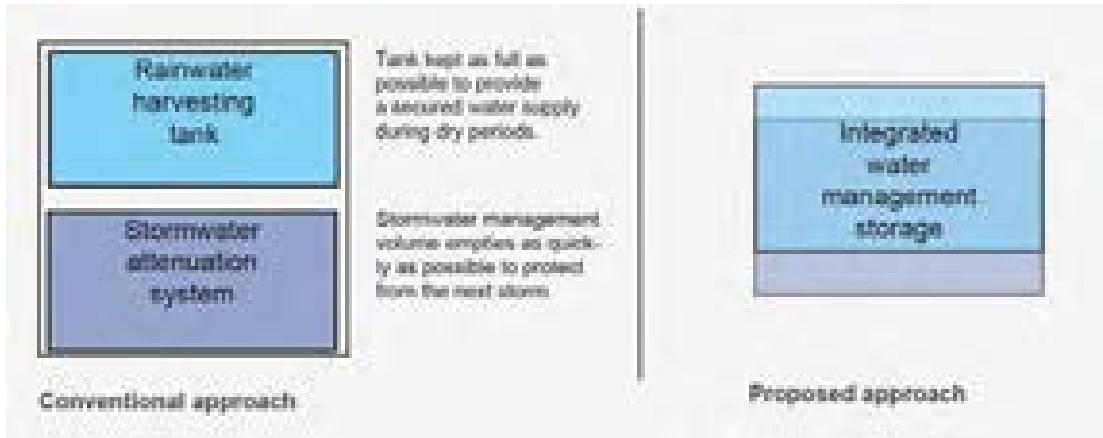 Rainwater
harvesting
tank
Tank kept as full as
possible to provide
a secured water supply
during dry periods.
Stormwater
attenuation
system
Stormwater management
volume empties as quick-
ly as possible to protect
from the next storm
Conventional approach
Integrated
water
management
storage
Proposed approach